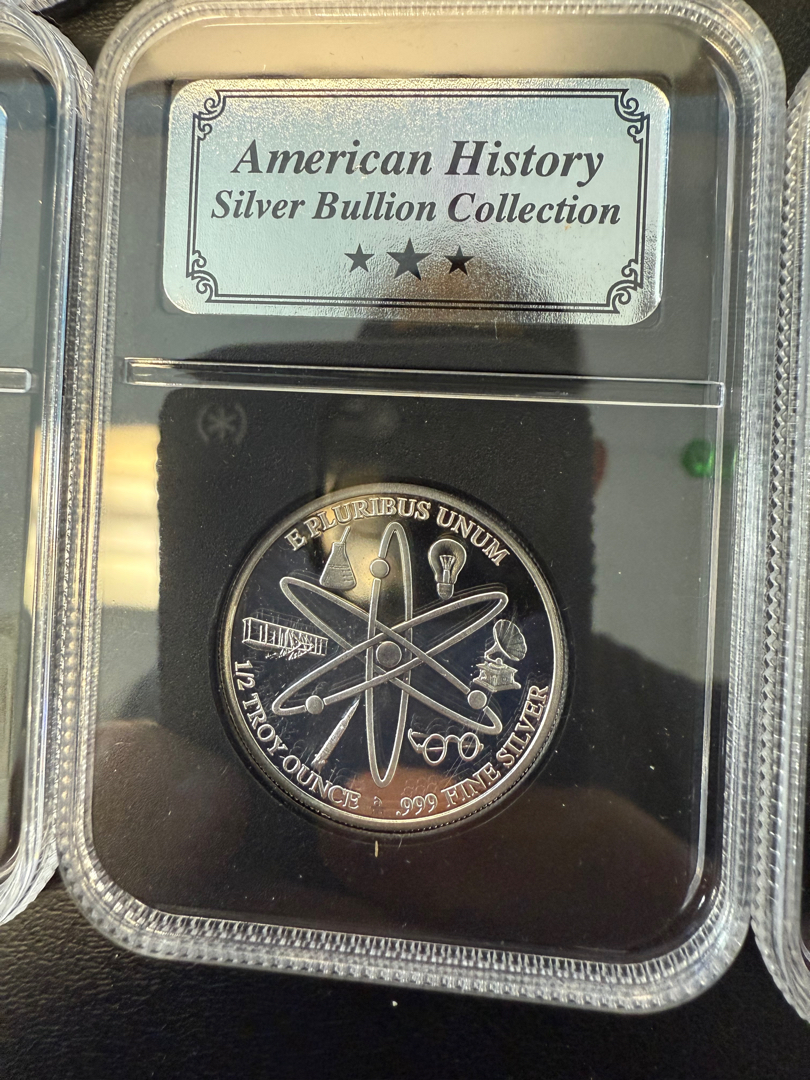 American History
Silver Bullion Collection
E PLURIBUS UNUM
1/2 TROY OUNCE
.999 FINE SILVER